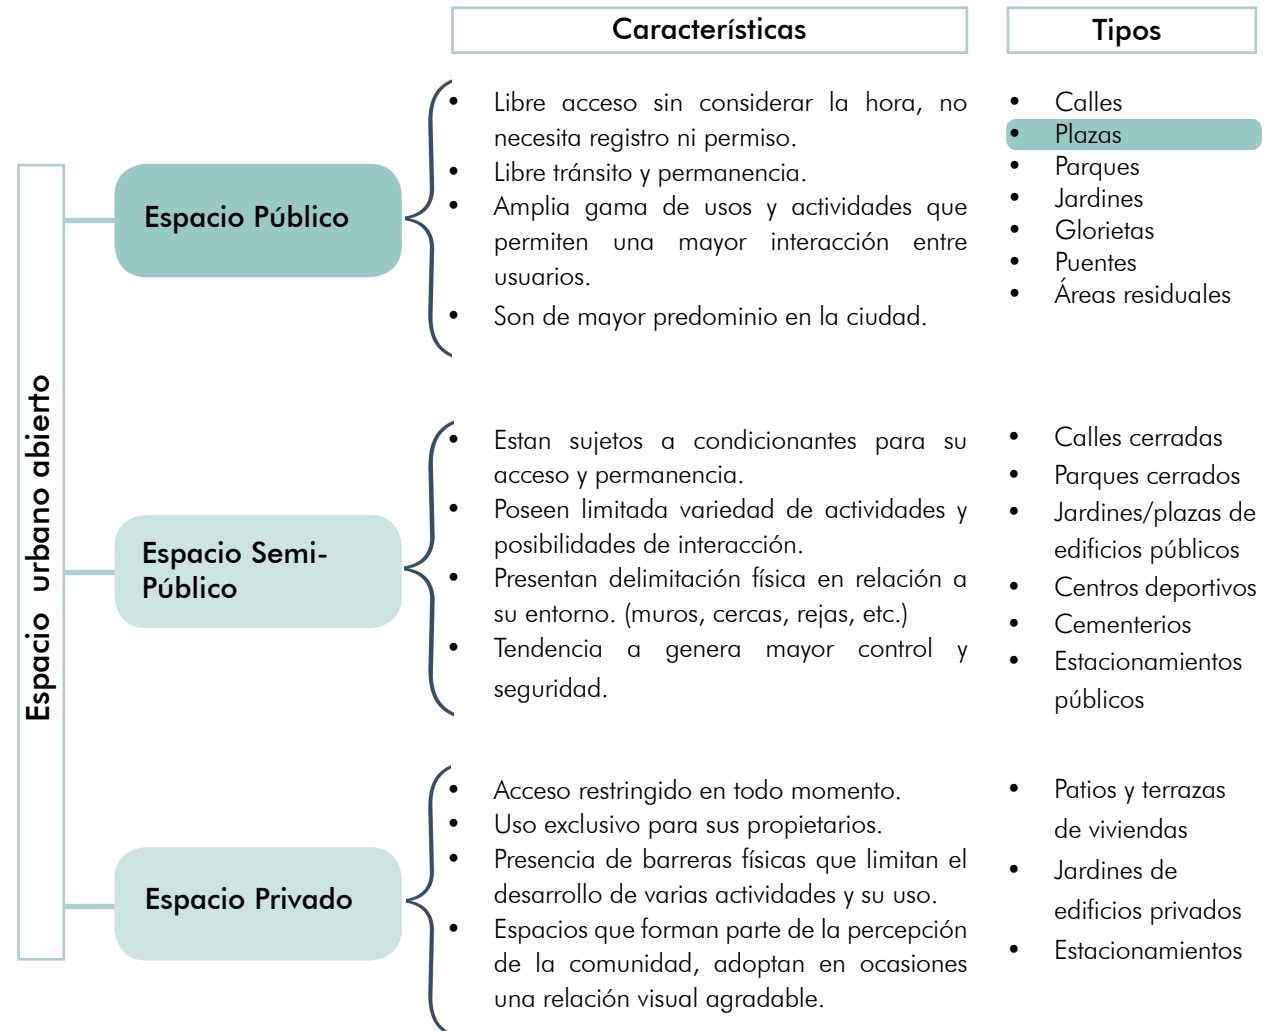 Características
Tipos
Espacio urbano abierto
Espacio Público
• Libre acceso sin considerar la hora, no
necesita registro ni permiso.
• Libre tránsito y permanencia.
• Amplia gama de usos y actividades que
permiten una mayor interacción entre
usuarios.
• Son de mayor predominio en la ciudad.
• Calles
• Plazas
• Parques
• Jardines
• Glorietas
• Puentes
• Áreas residuales
Espacio Semi-
Público
• Estan sujetos a condicionantes para su
acceso y permanencia.
• Poseen limitada variedad de actividades y
posibilidades de interacción.
• Presentan delimitación física en relación a
su entorno. (muros, cercas, rejas, etc.)
• Tendencia a genera mayor control y
seguridad.
• Calles cerradas
• Parques cerrados
• Jardines/plazas de
edificios públicos
• Centros deportivos
• Cementerios
• Estacionamientos
públicos
Espacio Privado
• Acceso restringido en todo momento.
• Uso exclusivo para sus propietarios.
• Presencia de barreras físicas que limitan el
desarrollo de varias actividades y su uso.
• Espacios que forman parte de la percepción
de la comunidad, adoptan en ocasiones
una relación visual agradable.
• Patios y terrazas
de viviendas
• Jardines de
edificios privados
• Estacionamientos